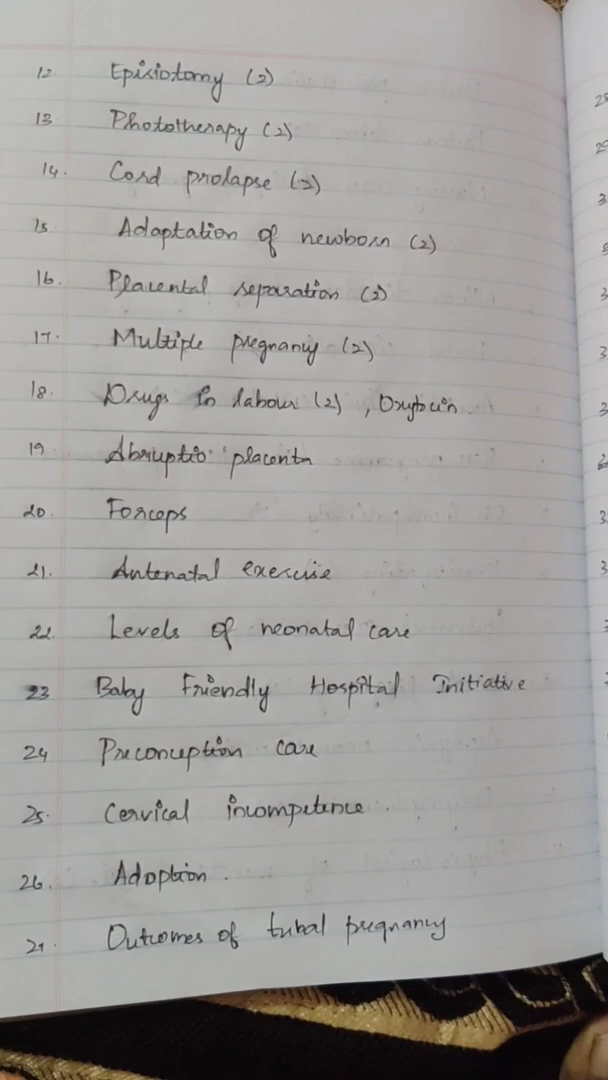 12 Episiotomy (2)
13 Phototherapy (2)
14. Cord prolapse (2)
15 Adaptation of newborn (2)
16. Placental separation (2)
17. Multiple pregnancy (2)
18. Drugs in labour (2), Oxytocin
19 Abruptio placenta
20. Forceps
21. Antenatal exercise
22. Levels of neonatal care
23 Baby Friendly Hospital Initiative
24 Preconception care
25. Cervical incompetence
26. Adoption.
27. Outcomes of tubal pregnancy